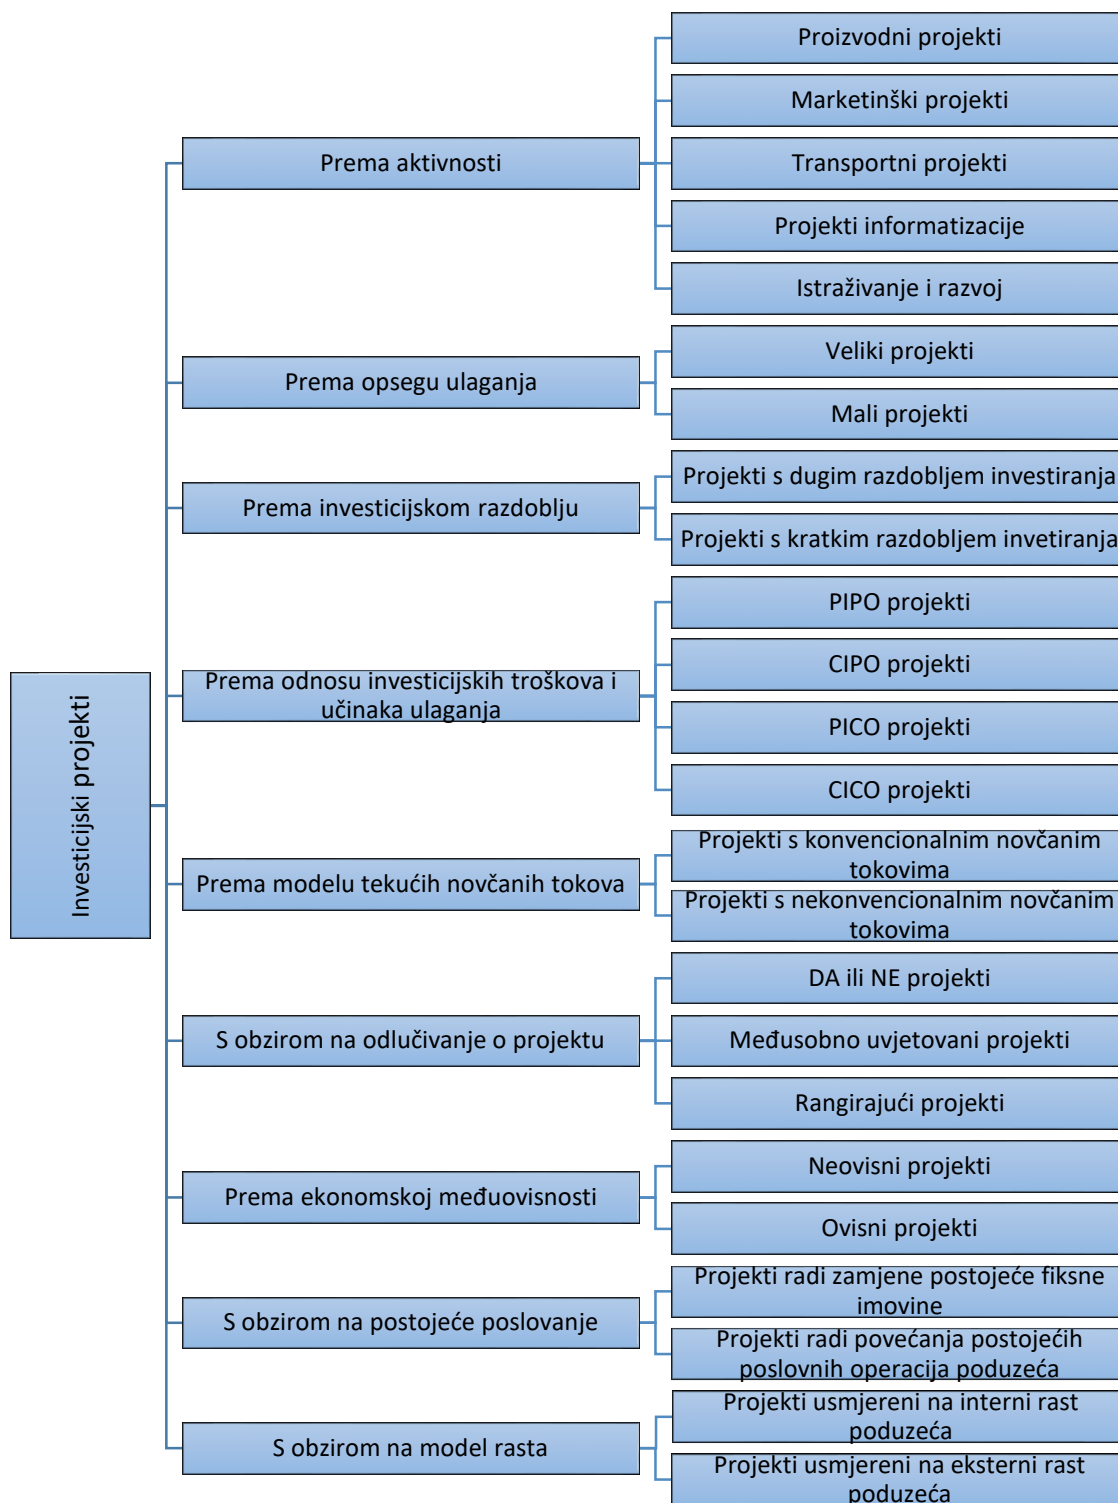 Investicijski projekti
Prema aktivnosti
Proizvodni projekti
Marketinški projekti
Transportni projekti
Projekti informatizacije
Istraživanje i razvoj
Prema opsegu ulaganja
Veliki projekti
Mali projekti
Prema investicijskom razdoblju
Projekti s dugim razdobljem investiranja
Projekti s kratkim razdobljem invetiranja
Prema odnosu investicijskih troškova i
učinaka ulaganja
PIPO projekti
CIPO projekti
PICO projekti
CICO projekti
Prema modelu tekućih novčanih tokova
Projekti s konvencionalnim novčanim
tokovima
Projekti s nekonvencionalnim novčanim
tokovima
S obzirom na odlučivanje o projektu
DA ili NE projekti
Međusobno uvjetovani projekti
Rangirajući projekti
Prema ekonomskoj međuovisnosti
Neovisni projekti
Ovisni projekti
S obzirom na postojeće poslovanje
Projekti radi zamjene postojeće fiksne
imovine
Projekti radi povećanja postojećih
poslovnih operacija poduzeća
S obzirom na model rasta
Projekti usmjereni na interni rast
poduzeća
Projekti usmjereni na eksterni rast
poduzeća